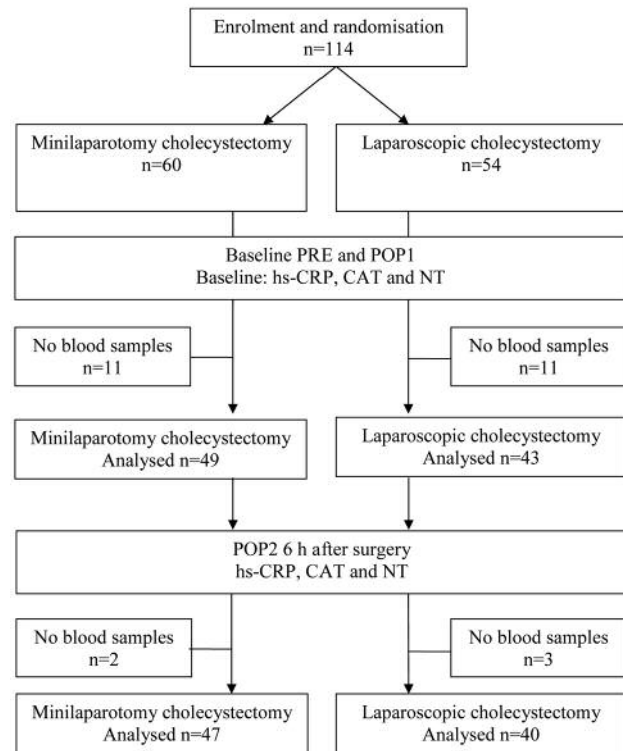 Enrolment and randomisation
n=114
Minilaparotomy cholecystectomy
n=60
Laparoscopic cholecystectomy
n=54
Baseline PRE and POP1
Baseline: hs-CRP, CAT and NT
No blood samples
n=11
No blood samples
n=11
Minilaparotomy cholecystectomy
Analysed n=49
Laparoscopic cholecystectomy
Analysed n=43
POP2 6 h after surgery
hs-CRP, CAT and NT
No blood samples
n=2
No blood samples
n=3
Minilaparotomy cholecystectomy
Analysed n=47
Laparoscopic cholecystectomy
Analysed n=40